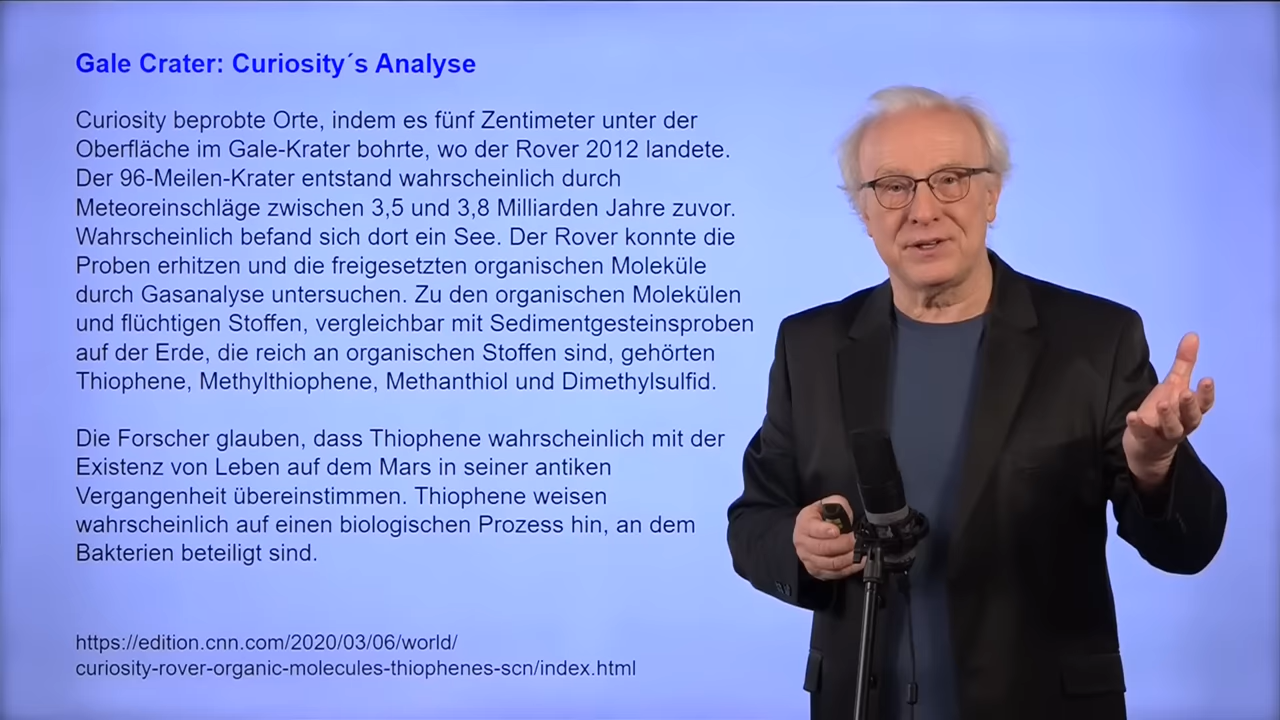 Gale Crater: Curiosity´s Analyse
Curiosity beprobte Orte, indem es fünf Zentimeter unter der
Oberfläche im Gale-Krater bohrte, wo der Rover 2012 landete.
Der 96-Meilen-Krater entstand wahrscheinlich durch
Meteoreinschläge zwischen 3,5 und 3,8 Milliarden Jahre zuvor.
Wahrscheinlich befand sich dort ein See. Der Rover konnte die
Proben erhitzen und die freigesetzten organischen Moleküle
durch Gasanalyse untersuchen. Zu den organischen Molekülen
und flüchtigen Stoffen, vergleichbar mit Sedimentgesteinsproben
auf der Erde, die reich an organischen Stoffen sind, gehörten
Thiophene, Methylthiophene, Methanthiol und Dimethylsulfid.
Die Forscher glauben, dass Thiophene wahrscheinlich mit der
Existenz von Leben auf dem Mars in seiner antiken
Vergangenheit übereinstimmen. Thiophene weisen
wahrscheinlich auf einen biologischen Prozess hin, an dem
Bakterien beteiligt sind.
https://edition.cnn.com/2020/03/06/world/
curiosity-rover-organic-molecules-thiophenes-scn/index.html